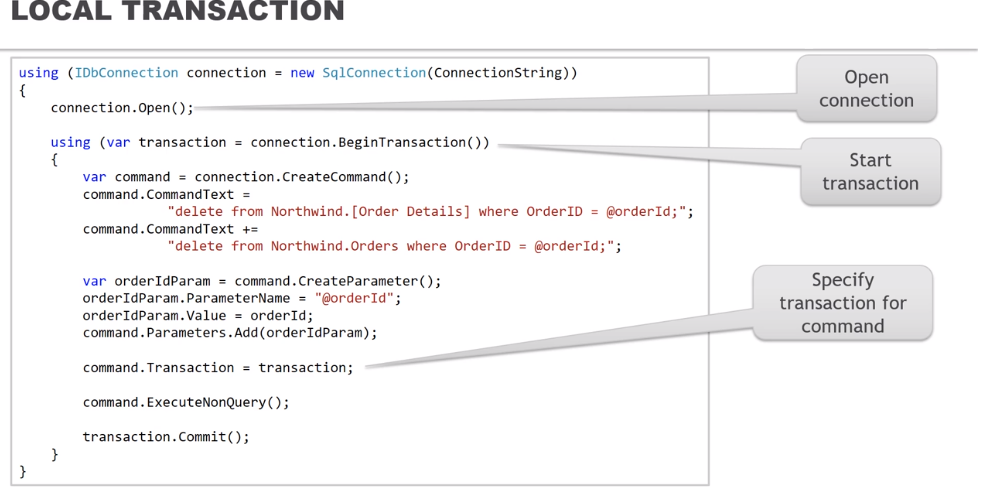 LOCAL TRANSACTION
using (IDbConnection connection = new SqlConnection(ConnectionString))
{
connection.Open();
using (var transaction = connection.BeginTransaction())
{
var command = connection.CreateCommand();
command.CommandText =
"delete from Northwind.[Order Details] where OrderID = @orderId;";
command.CommandText +=
"delete from Northwind.Orders where OrderID = @orderId;";
var orderIdParam = command.CreateParameter();
orderIdParam.ParameterName = "@orderId";
orderIdParam.Value = orderId;
command.Parameters.Add(orderIdParam);
command.Transaction = transaction;
command.ExecuteNonQuery();
transaction.Commit();
}
}
Open
connection
Start
transaction
Specify
transaction for
command